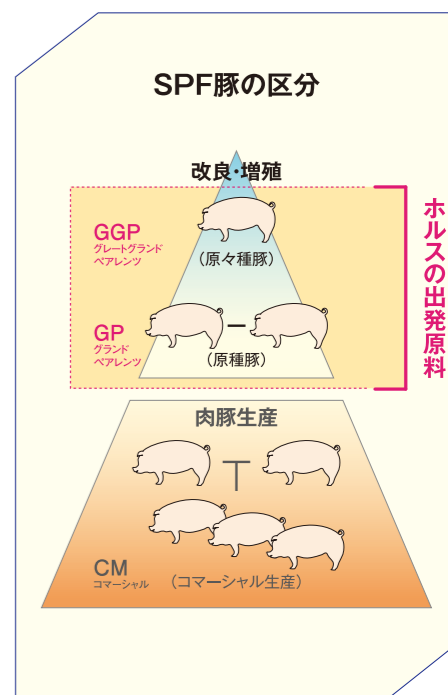 SPF豚の区分
改良・増殖
GGP
グレートグランド
ペアレンツ
(原々種豚)
GP
グランド
ペアレンツ
(原種豚)
ホルスの出発原料
肉豚生産
CM
コマーシャル
(コマーシャル生産)